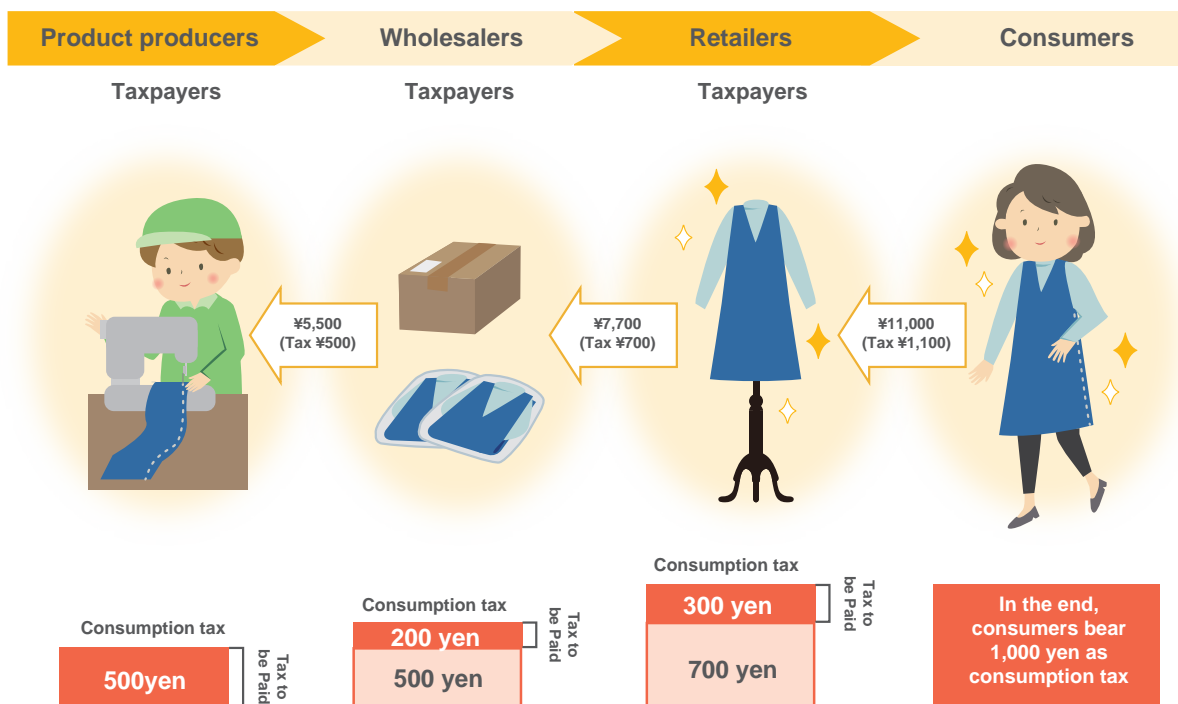 Product producers
Wholesalers
Retailers
Consumers
Taxpayers
Taxpayers
Taxpayers
¥5,500
(Tax ¥500)
¥7,700
(Tax ¥700)
¥11,000
(Tax ¥1,100)
Consumption tax
500yen
Tax to
be Paid
Consumption tax
200 yen
500 yen
Tax to
be Paid
Consumption tax
300 yen
700 yen
Tax to
be Paid
In the end,
consumers bear
1,000 yen as
consumption tax